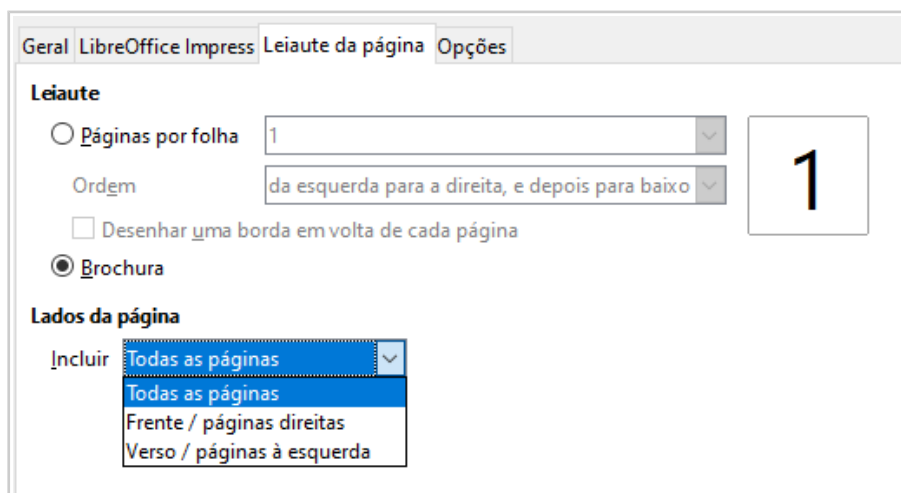 Geral LibreOffice Impress Leiaute da página Opções
Leiaute
Páginas por folha 1
1
Ordem da esquerda para a direita, e depois para baixo
Desenhar uma borda em volta de cada página
Brochura
Lados da página
Incluir Todas as páginas
Todas as páginas
Frente / páginas direitas
Verso / páginas à esquerda